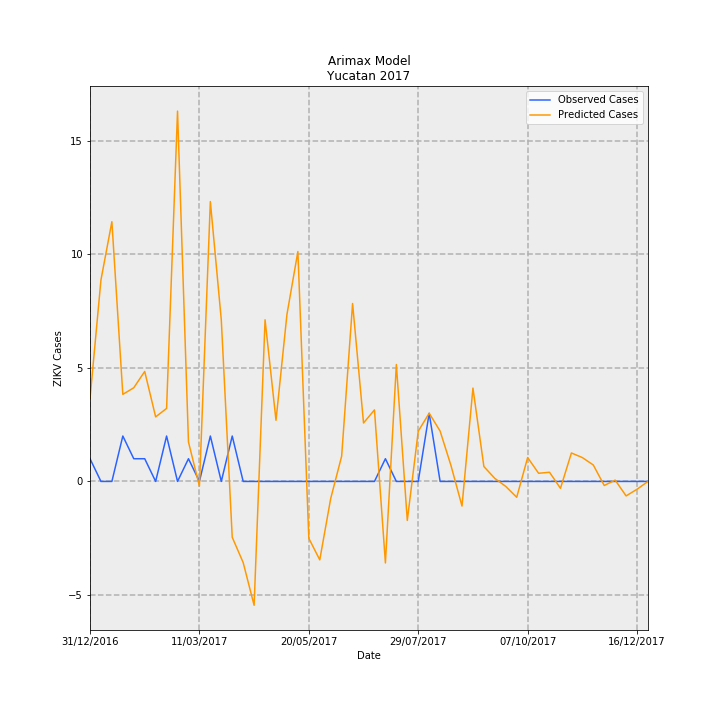 Arimax Model
Yucatan 2017
Observed Cases
Predicted Cases
ZIKV Cases
15
10
5
0
−5
31/12/2016 11/03/2017 20/05/2017 29/07/2017 07/10/2017 16/12/2017
Date